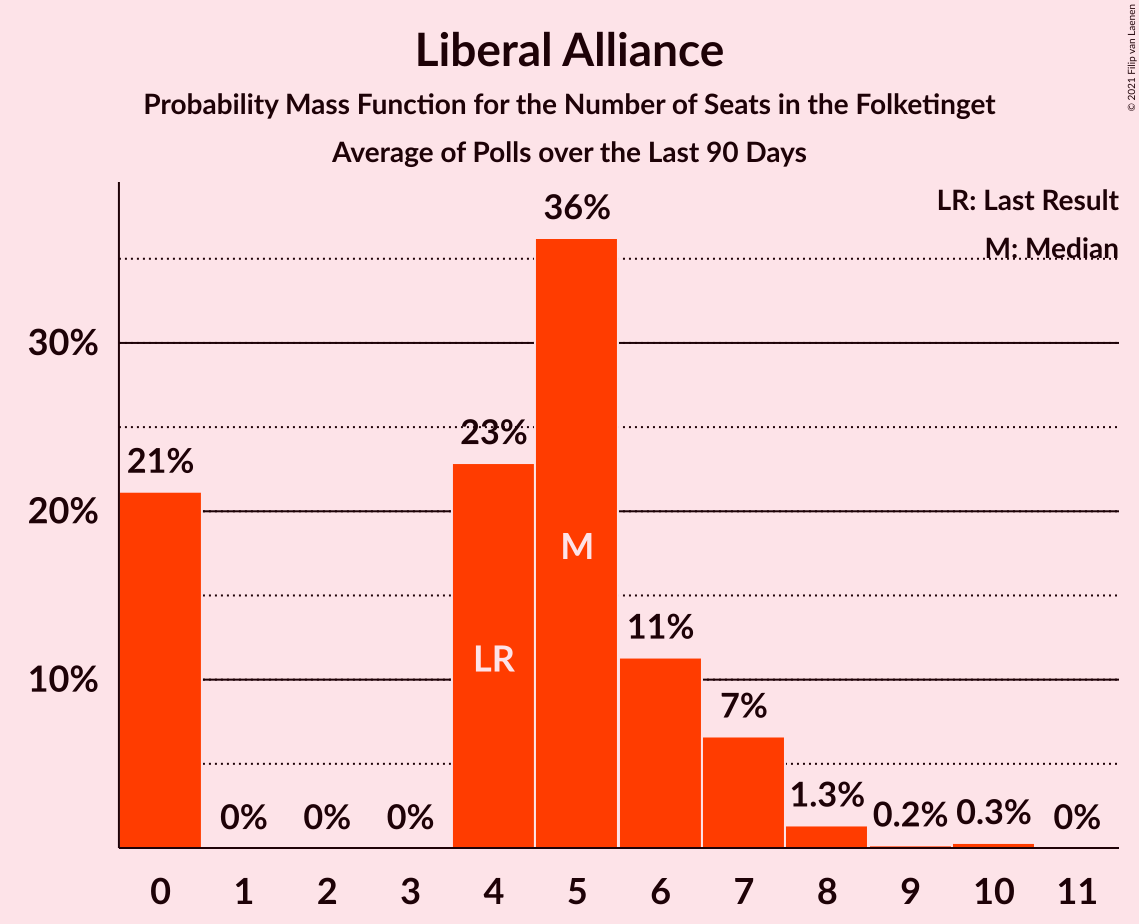 Liberal Alliance
Probability Mass Function for the Number of Seats in the Folketinget
Average of Polls over the Last 90 Days
© 2021 Filip van Laenen
LR: Last Result
M: Median
36%
30%
23%
21%
20%
M
11%
LR
10%
7%
0% 0% 0% 1.3% 0.2% 0.3% 0%
0 1 2 3 4 5 6 7 8 9 10 11